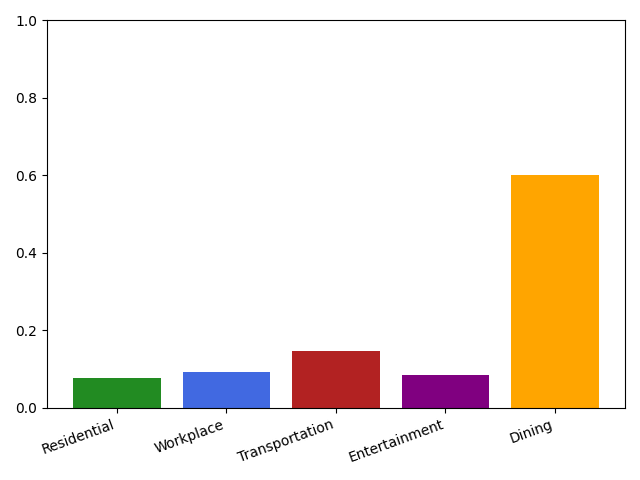 1.0
0.8
0.6
0.4
0.2
0.0
Residential
Workplace
Transportation
Entertainment
Dining